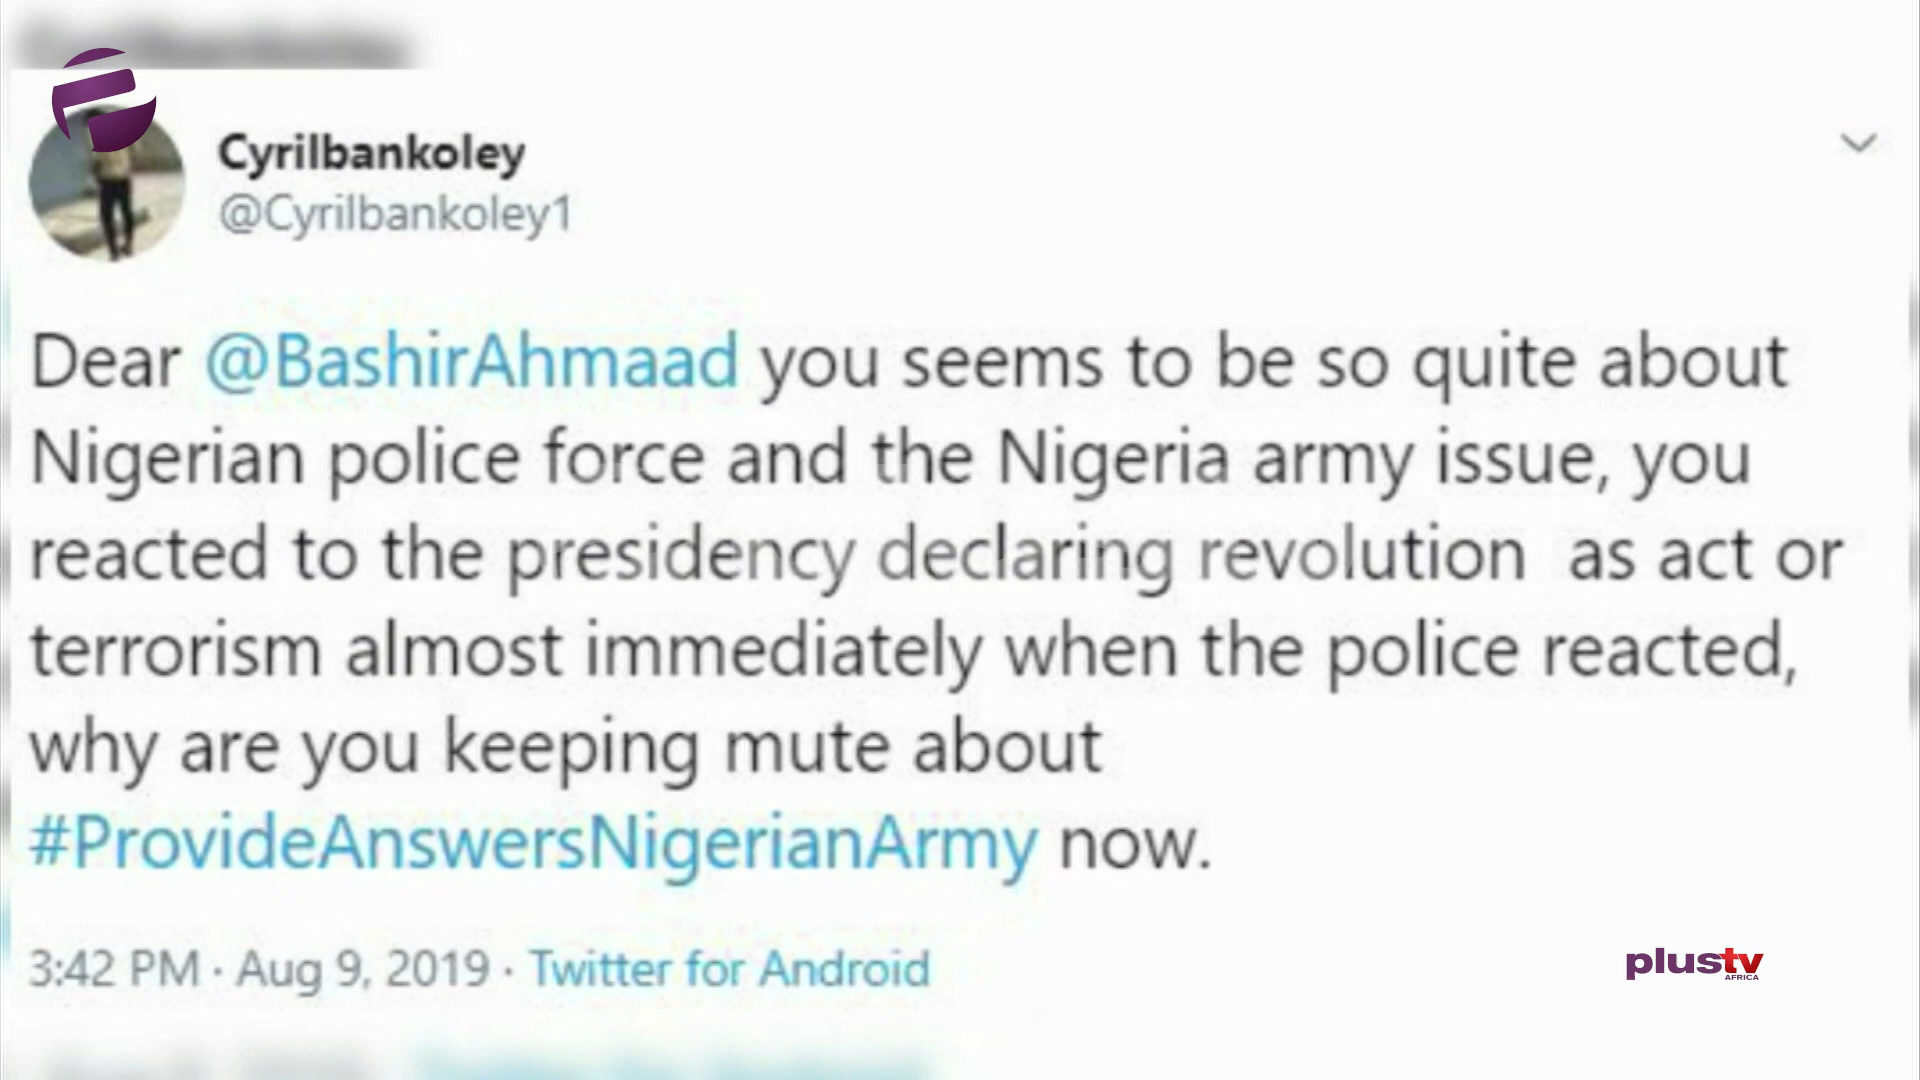 Cyrilbankoley
@Cyrilbankoley1
Dear @BashirAhmaad you seems to be so quite about
Nigerian police force and the Nigeria army issue, you
reacted to the presidency declaring revolution  as act or
terrorism almost immediately when the police reacted,
why are you keeping mute about
#ProvideAnswersNigerianArmy now.
3:42 PM · Aug 9, 2019 · Twitter for Android
plustv
AFRICA